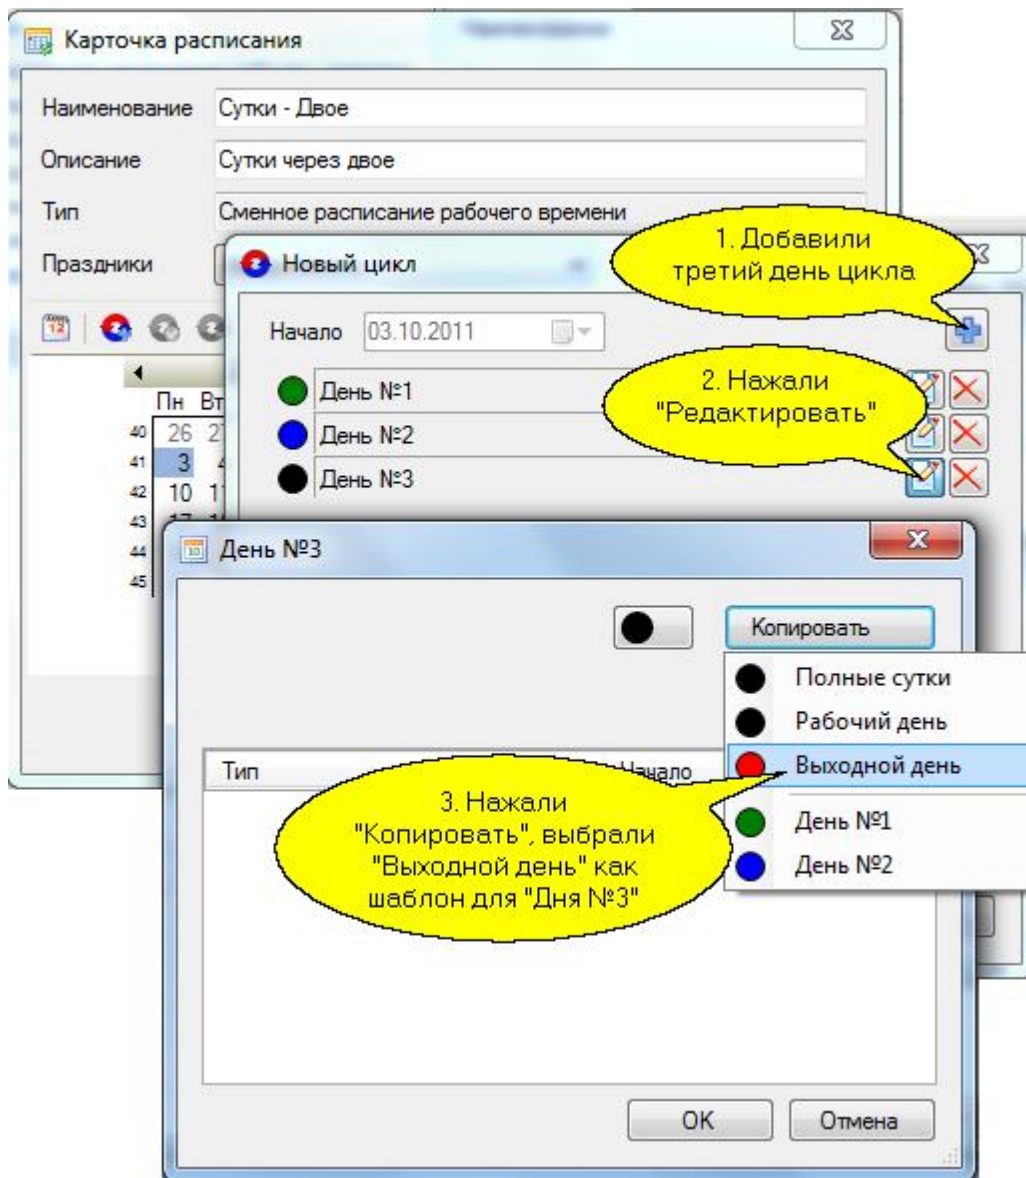 Карточка расписания
Наименование Сутки - Двое
Описание Сутки через двое
Тип Сменное расписание рабочего времени
Праздники
Новый цикл
1. Добавили
третий день цикла
12
Начало 03.10.2011
Пн Вт
40 26
41 3
42 10
43
44
45
День №1
День №2
День №3
2. Нажали
"Редактировать"
10 День №3
Копировать
Полные сутки
Рабочий день
Выходной день
День №1
День №2
Тип Начало
3. Нажали
"Копировать", выбрали
"Выходной день" как
шаблон для "Дня №3"
OK Отмена